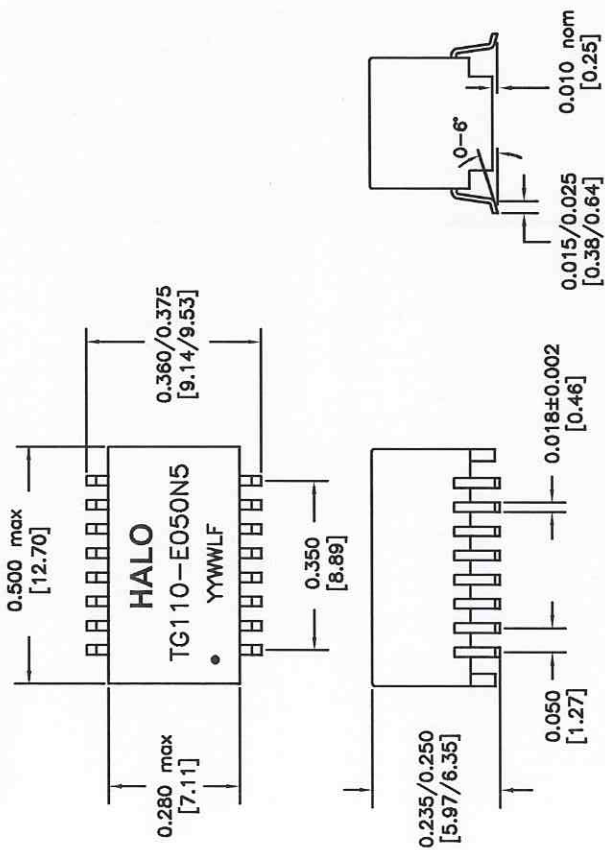 0.500 max
[12.70]
0.360/0.375
[9.14/9.53]
HALO
TG110-E050N5
YYWWLF
0.280 max
[7.11]
0.350
[8.89]
0.235/0.250
[5.97/6.35]
0.050
[1.27]
0.018±0.002
[0.46]
0-6°
0.015/0.025
[0.38/0.64]
0.010 nom
[0.25]